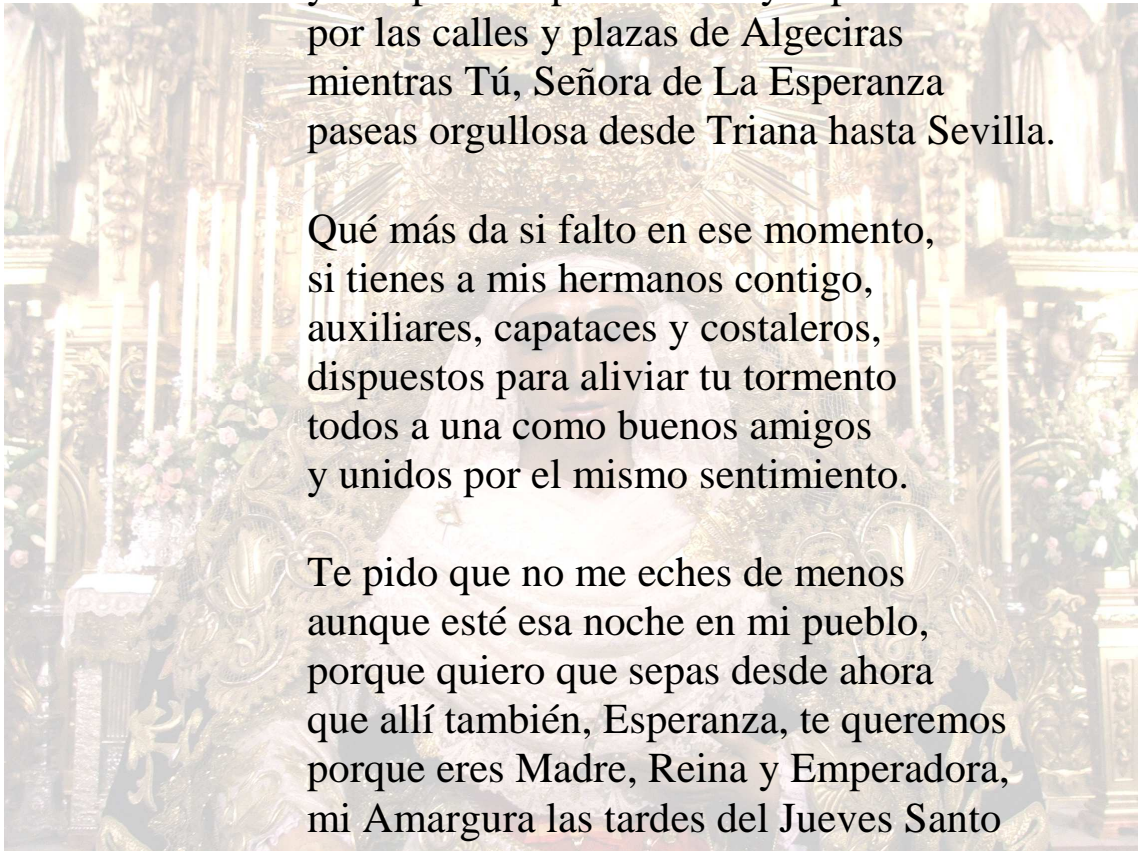 por las calles y plazas de Algeciras
mientras Tú, Señora de La Esperanza
paseas orgullosa desde Triana hasta Sevilla.
Qué más da si falto en ese momento,
si tienes a mis hermanos contigo,
auxiliares, capataces y costaleros,
dispuestos para aliviar tu tormento
todos a una como buenos amigos
y unidos por el mismo sentimiento.
Te pido que no me eches de menos
aunque esté esa noche en mi pueblo,
porque quiero que sepas desde ahora
que allí también, Esperanza, te queremos
porque eres Madre, Reina y Emperadora,
mi Amargura las tardes del Jueves Santo